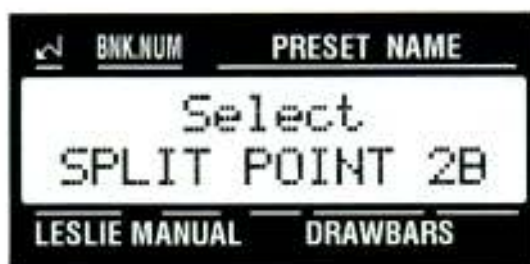 BNK.NUM PRESET NAME
Select
SPLIT POINT 2B
LESLIE MANUAL DRAWBARS